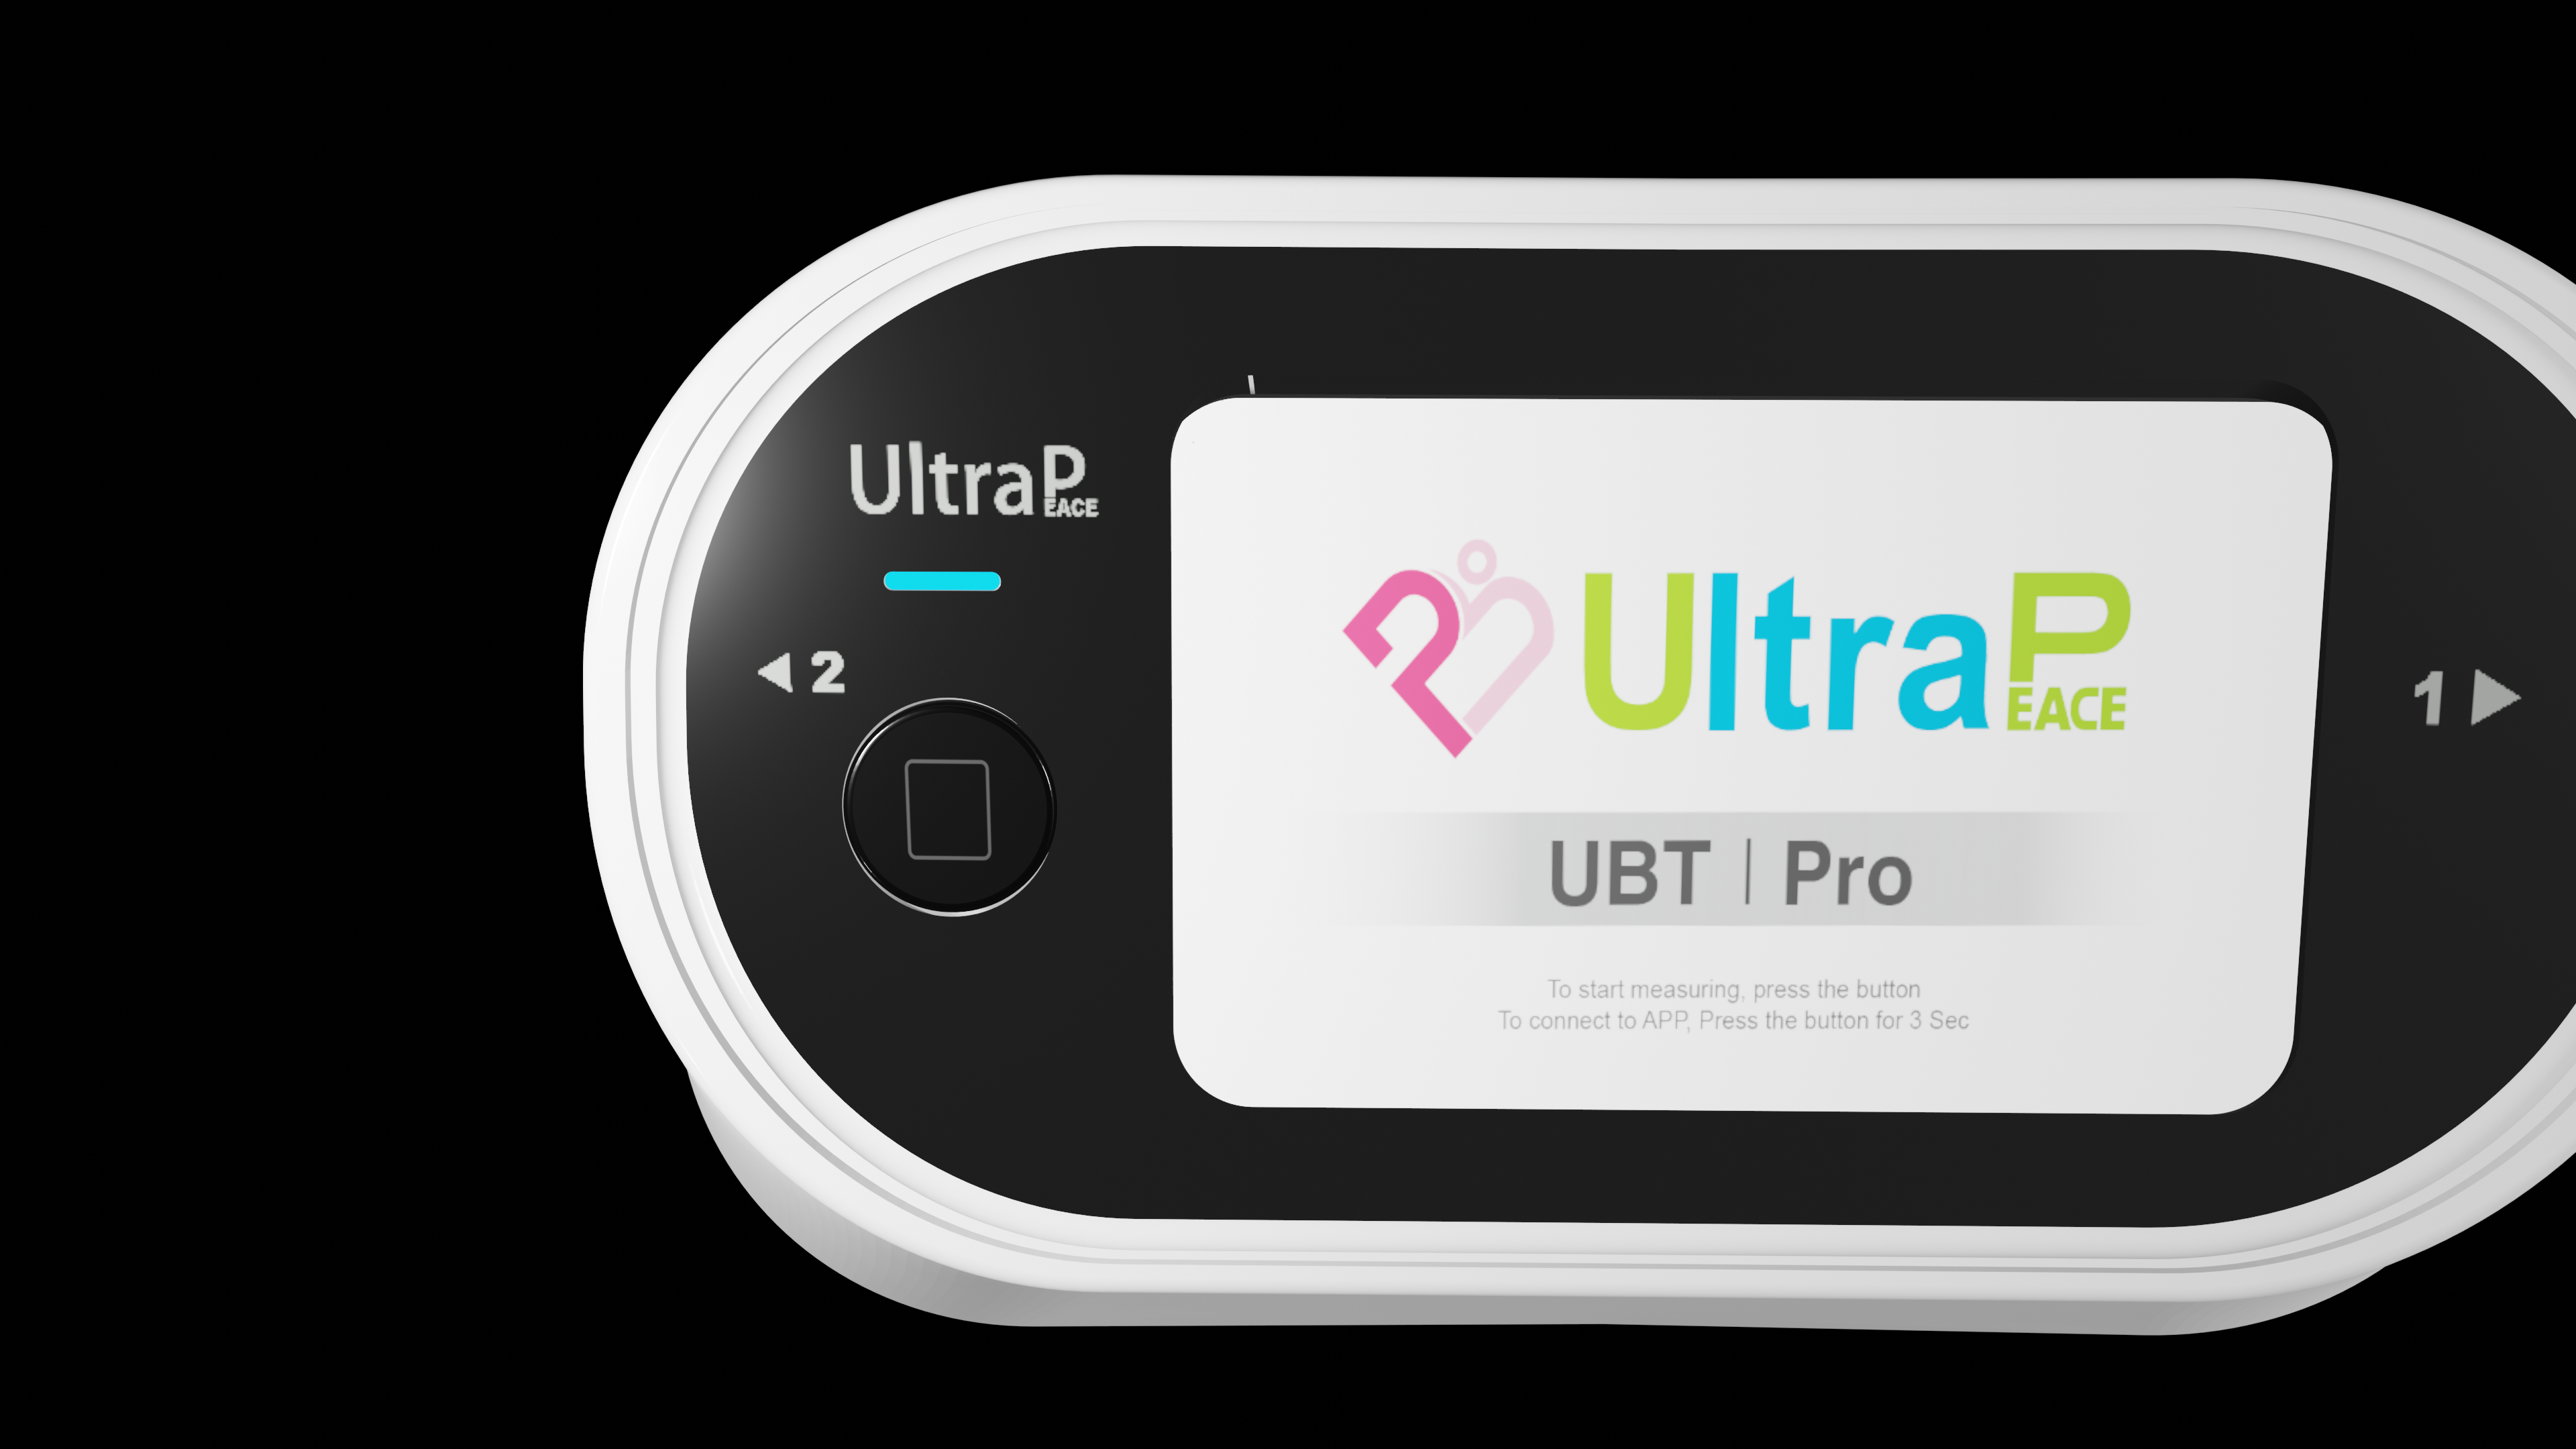 UltraPEACE
◀ 2
UltraPEACE
UBT | Pro
To start measuring, press the button
To connect to APP, Press the button for 3 Sec
1 ▶